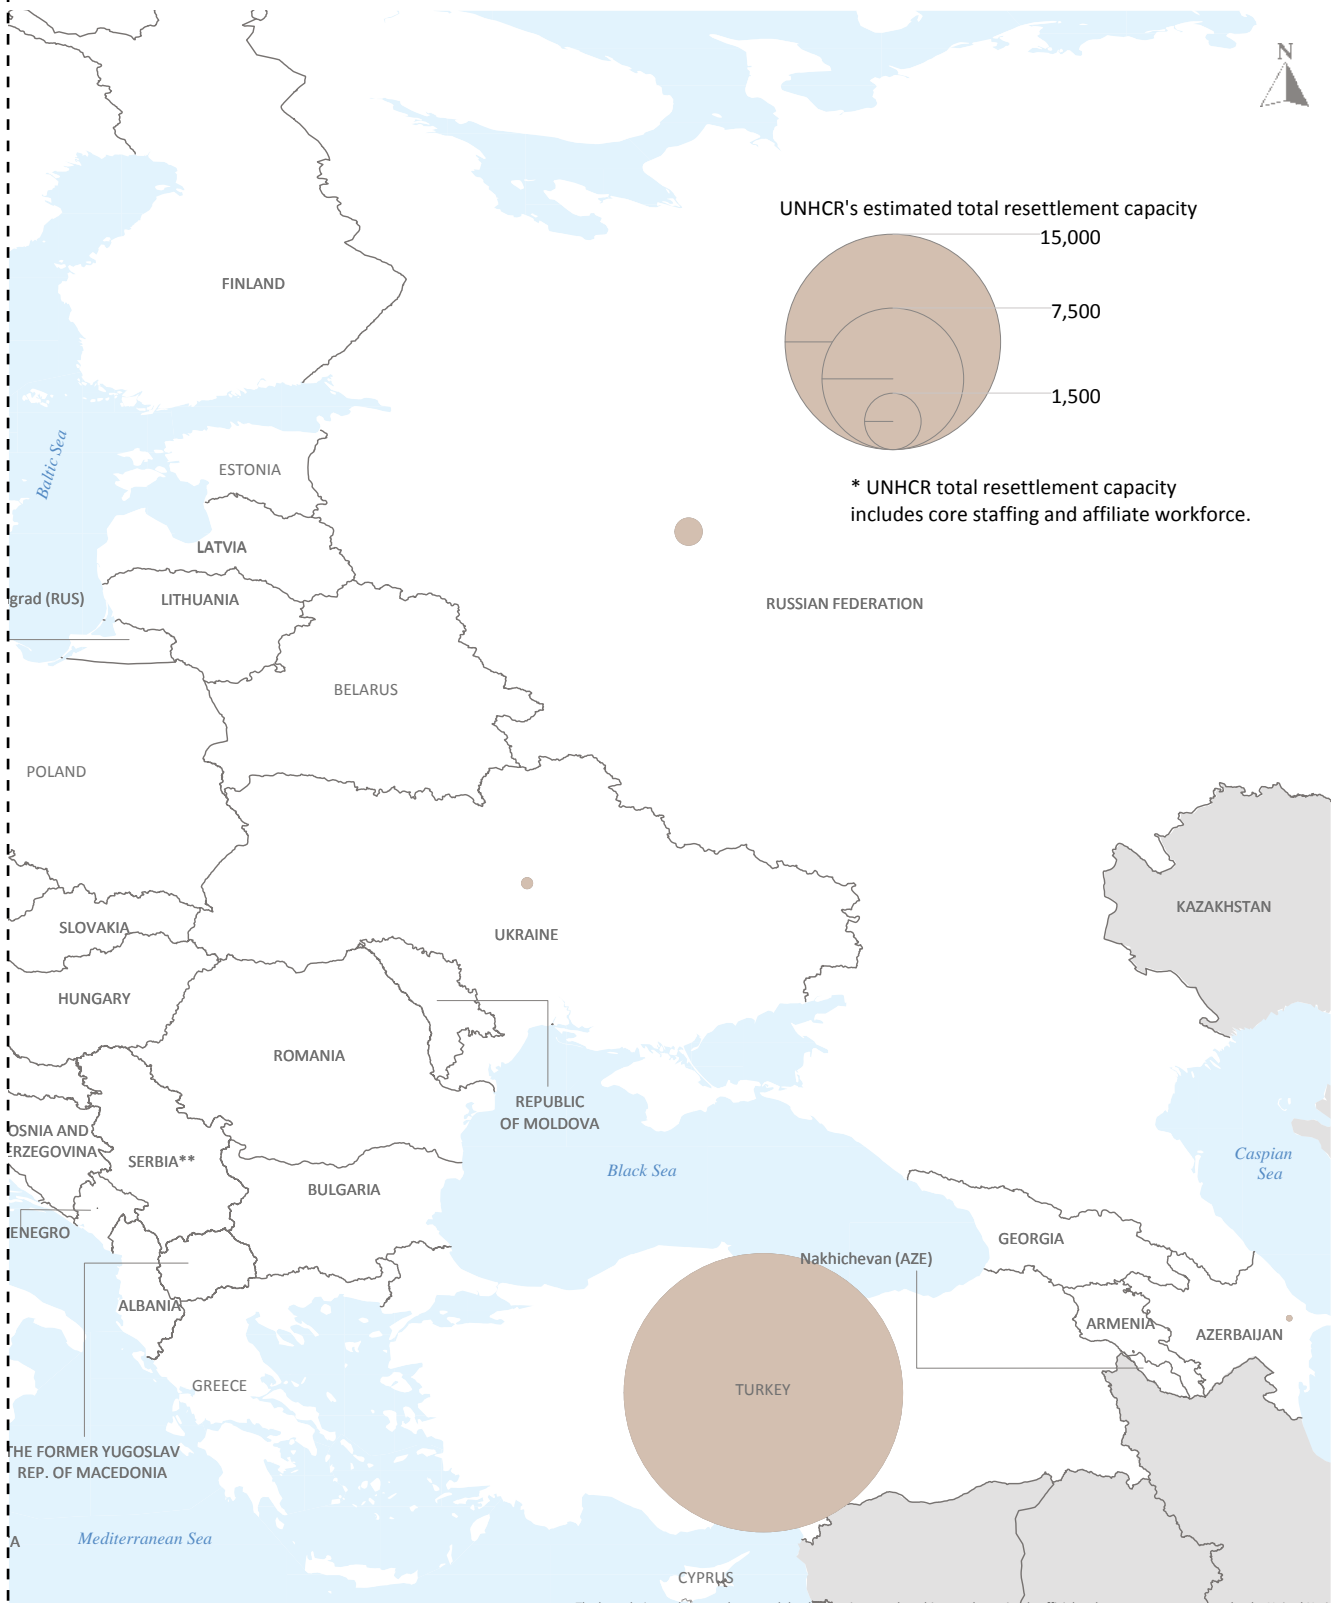 N
UNHCR's estimated total resettlement capacity
15,000
7,500
1,500
* UNHCR total resettlement capacity
includes core staffing and affiliate workforce.
FINLAND
Baltic Sea
ESTONIA
LATVIA
grad (RUS)
LITHUANIA
RUSSIAN FEDERATION
BELARUS
POLAND
KAZAKHSTAN
SLOVAKIA
UKRAINE
HUNGARY
ROMANIA
REPUBLIC
OF MOLDOVA
OSNIA AND
ERZEGOVINA
SERBIA**
Black Sea
Caspian
Sea
BULGARIA
ENEGRO
GEORGIA
Nakhichevan (AZE)
ALBANIA
ARMENIA
AZERBAIJAN
GREECE
TURKEY
THE FORMER YUGOSLAV
REP. OF MACEDONIA
A
Mediterranean Sea
CYPRUS